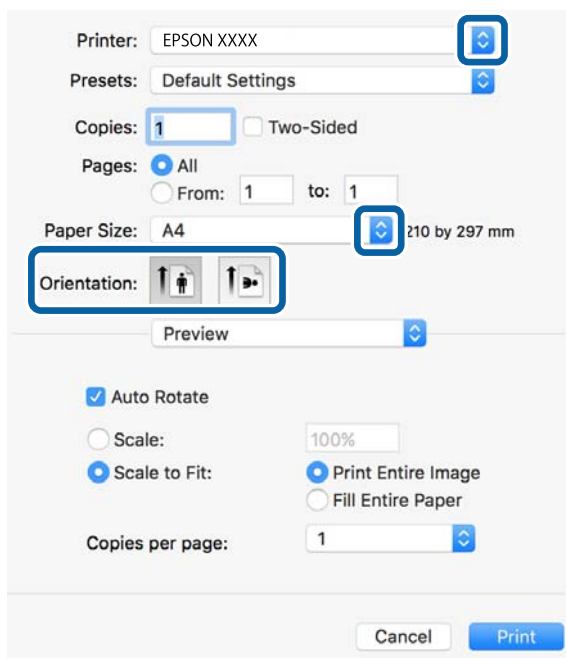 Printer: EPSON XXXX
Presets: Default Settings
Copies: 1 Two-Sided
Pages: All
From: 1 to: 1
Paper Size: A4 210 by 297 mm
Orientation:
Preview
Auto Rotate
Scale: 100%
Scale to Fit: Print Entire Image
Fill Entire Paper
Copies per page: 1
Cancel Print